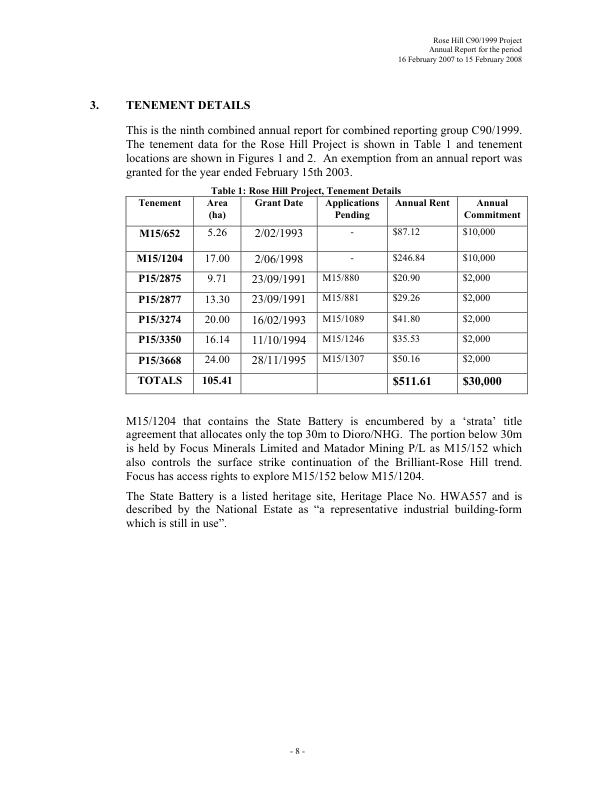 Rose Hill C90/1999 Project
Annual Report for the period
16 February 2007 to 15 February 2008
3. TENEMENT DETAILS
This is the ninth combined annual report for combined reporting group C90/1999.
The tenement data for the Rose Hill Project is shown in Table 1 and tenement
locations are shown in Figures 1 and 2. An exemption from an annual report was
granted for the year ended February 15th 2003.
Table 1: Rose Hill Project, Tenement Details
Tenement Area (ha) Grant Date Applications Pending Annual Rent Annual Commitment
M15/652 5.26 2/02/1993 - $87.12 $10,000
M15/1204 17.00 2/06/1998 - $246.84 $10,000
P15/2875 9.71 23/09/1991 M15/880 $20.90 $2,000
P15/2877 13.30 23/09/1991 M15/881 $29.26 $2,000
P15/3274 20.00 16/02/1993 M15/1089 $41.80 $2,000
P15/3350 16.14 11/10/1994 M15/1246 $35.53 $2,000
P15/3668 24.00 28/11/1995 M15/1307 $50.16 $2,000
TOTALS 105.41 $511.61 $30,000
M15/1204 that contains the State Battery is encumbered by a ‘strata’ title
agreement that allocates only the top 30m to Dioro/NHG. The portion below 30m
is held by Focus Minerals Limited and Matador Mining P/L as M15/152 which
also controls the surface strike continuation of the Brilliant-Rose Hill trend.
Focus has access rights to explore M15/152 below M15/1204.
The State Battery is a listed heritage site, Heritage Place No. HWA557 and is
described by the National Estate as “a representative industrial building-form
which is still in use”.
- 8 -